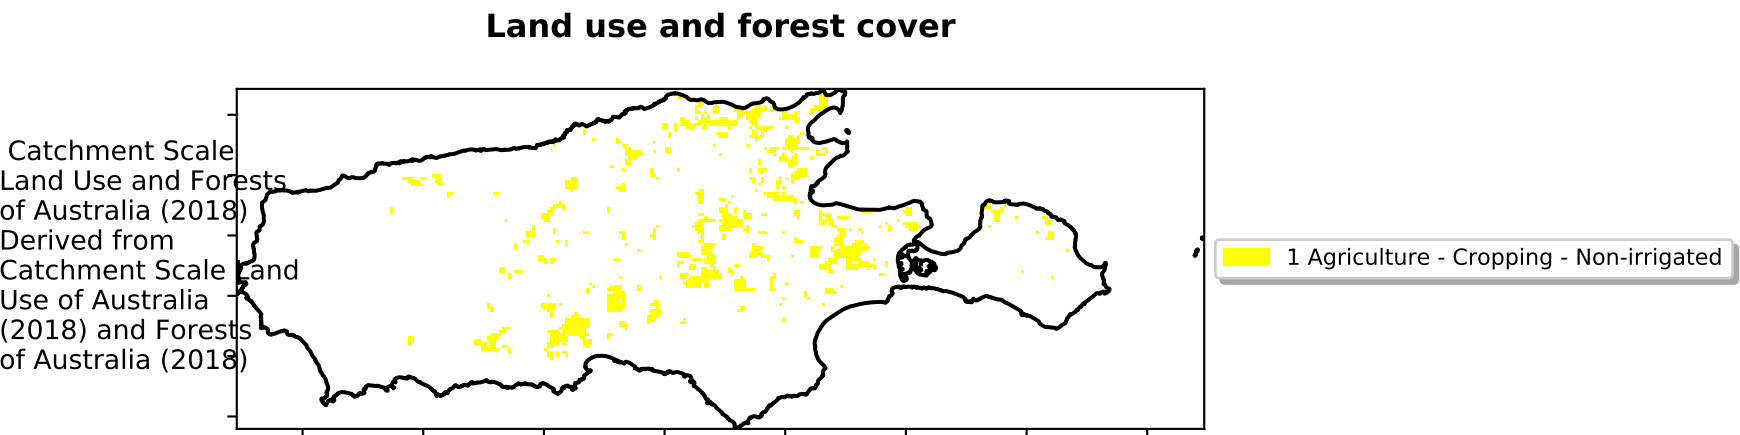 Land use and forest cover
Catchment Scale
Land Use and Forests
of Australia (2018)
Derived from
Catchment Scale Land
Use of Australia
(2018) and Forests
of Australia (2018)
1 Agriculture - Cropping - Non-irrigated